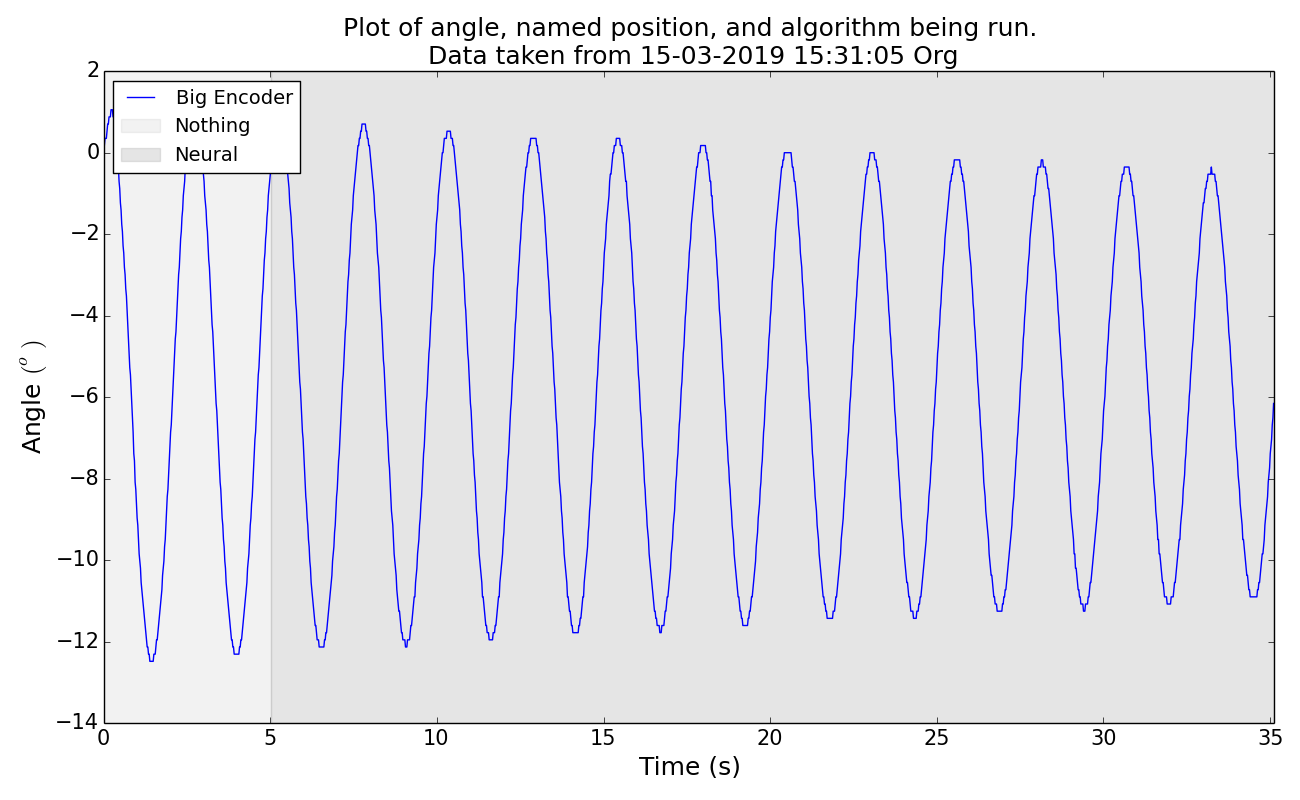 Plot of angle, named position, and algorithm being run.
Data taken from 15-03-2019 15:31:05 Org
Big Encoder
Nothing
Neural
2
0
−2
−4
−6
−8
−10
−12
−14
Angle (º)
0 5 10 15 20 25 30 35
Time (s)